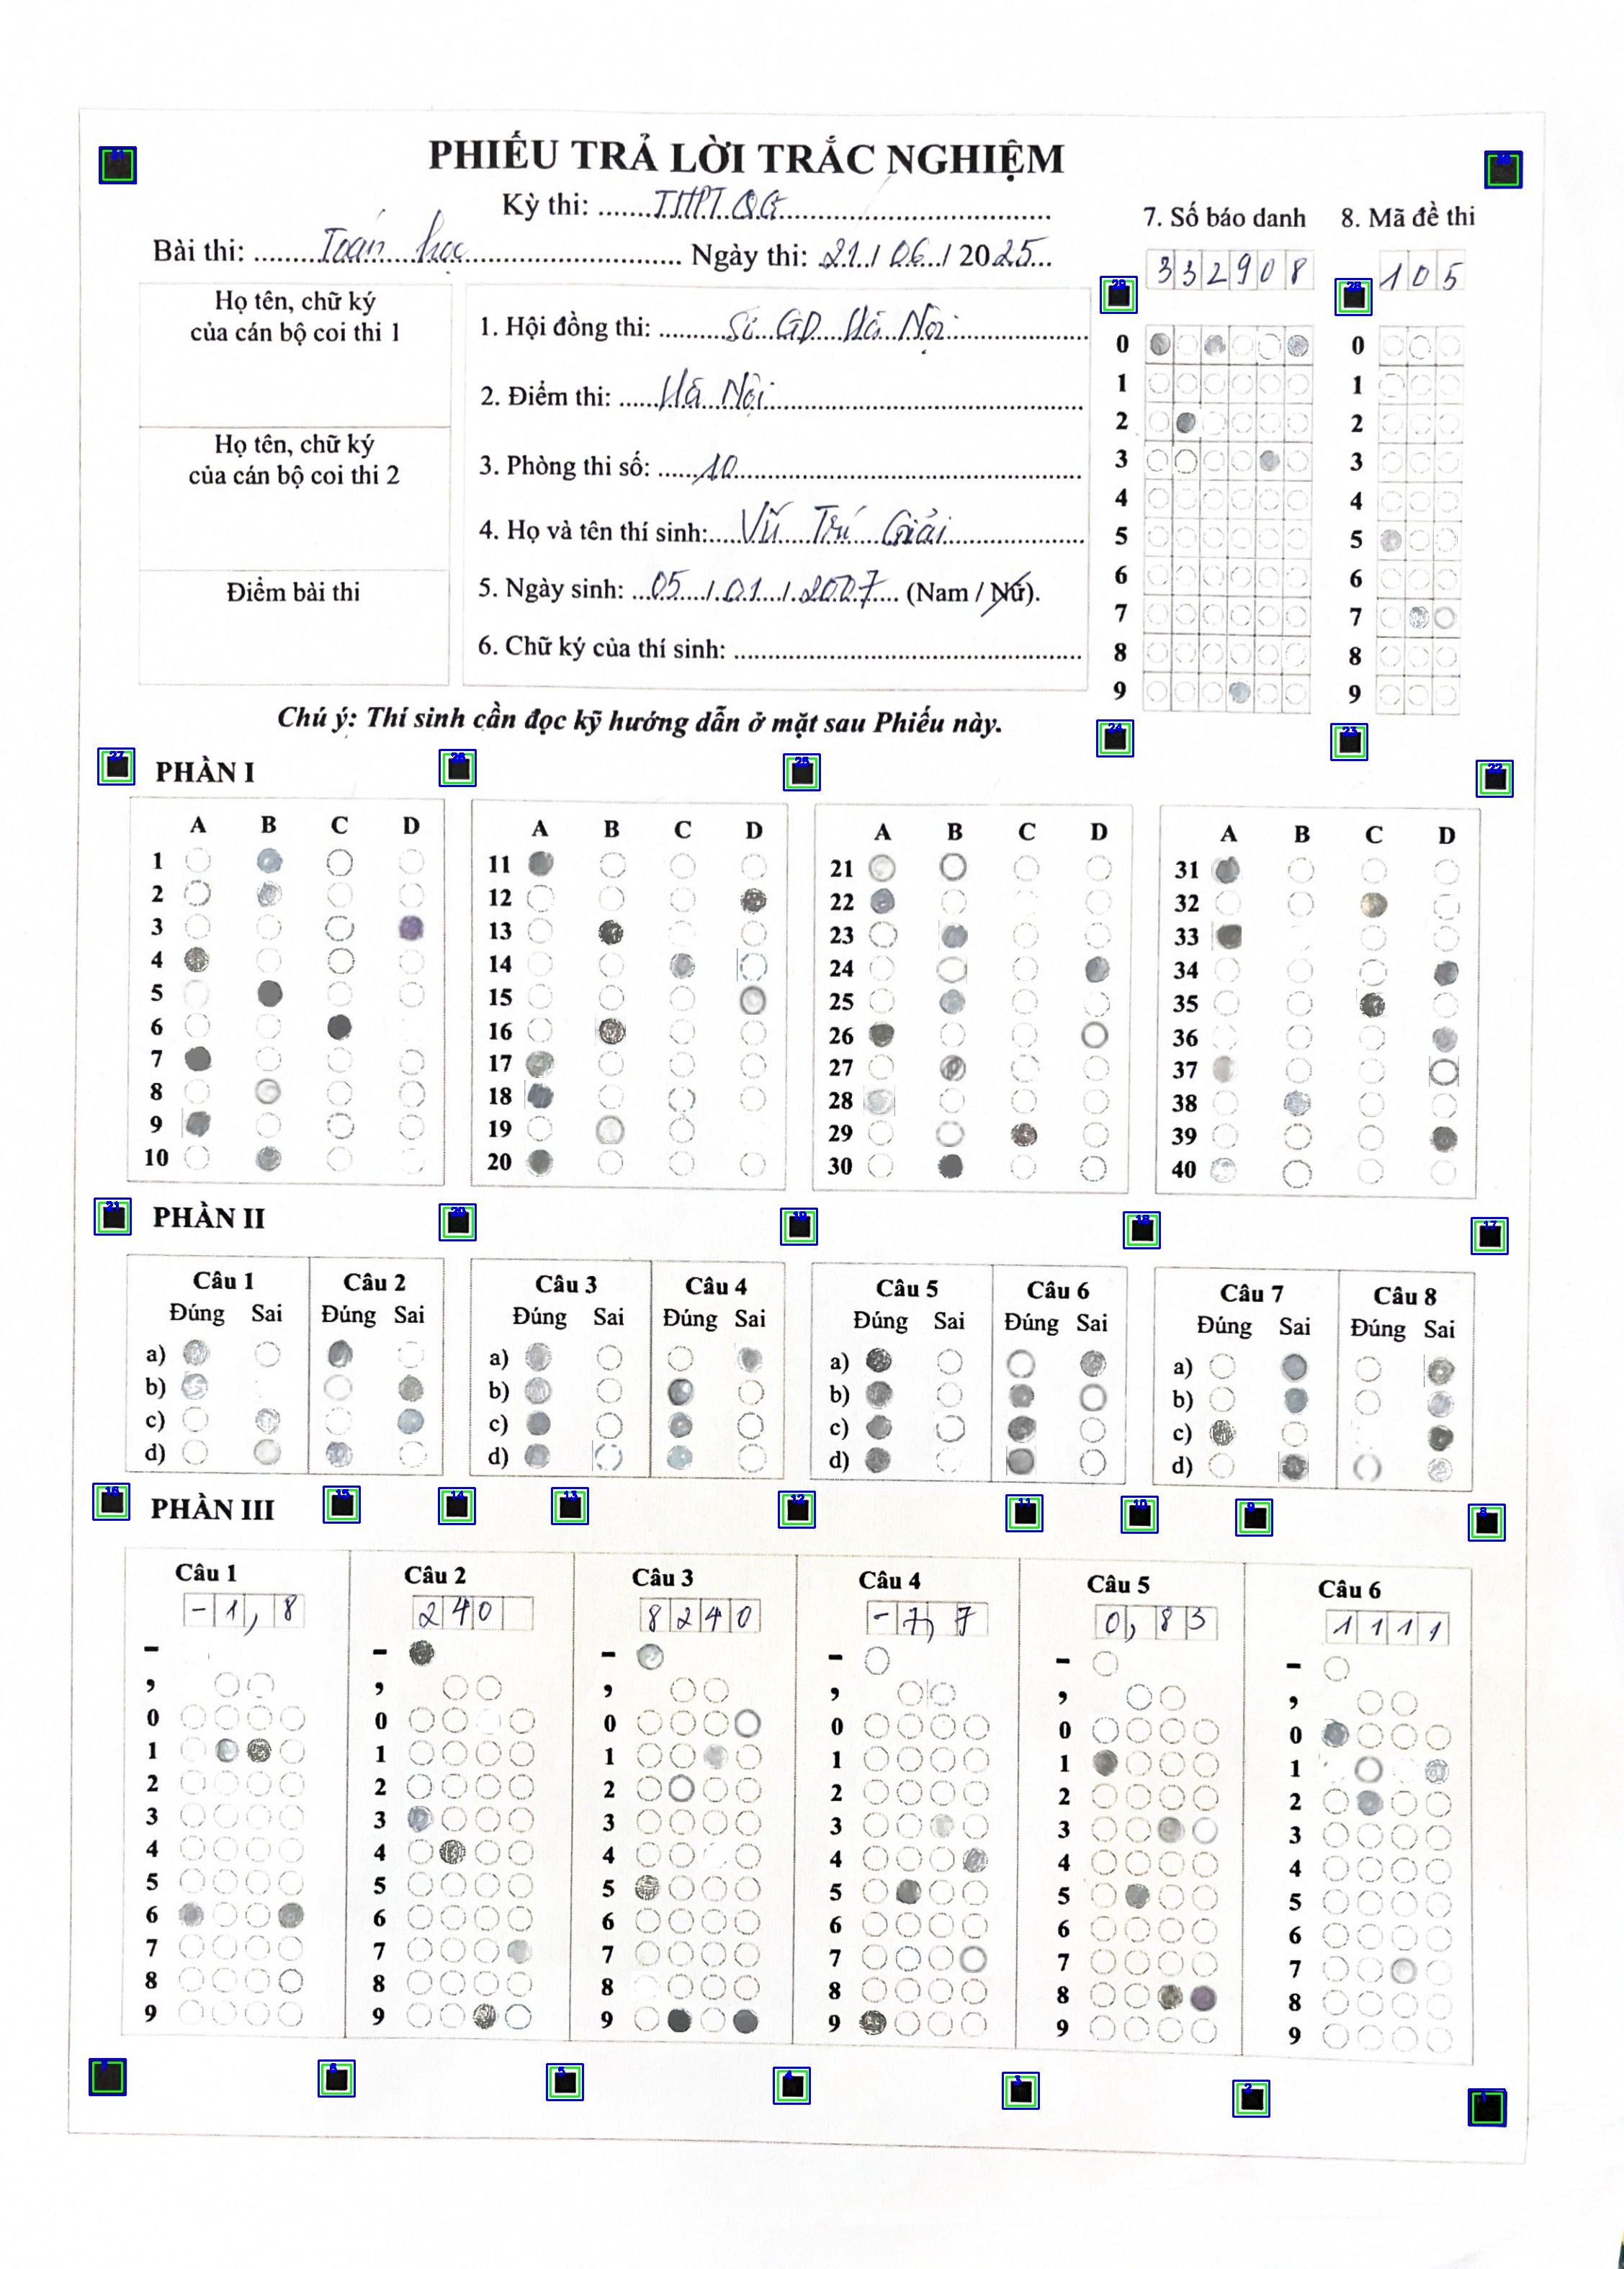 PHIẾU TRẢ LỜI TRẮC NGHIỆM
Kỳ thi: THPT QG
Bài thi: Toán học Ngày thi: 21 / 06 / 2025
7. Số báo danh 8. Mã đề thi
332908 105
Họ tên, chữ ký
của cán bộ coi thi 1
Họ tên, chữ ký
của cán bộ coi thi 2
Điểm bài thi
1. Hội đồng thi: Sở GD Hà Nội
2. Điểm thi: Hà Nội
3. Phòng thi số: 10
4. Họ và tên thí sinh: Vũ Trí Giải
5. Ngày sinh: 05 / 01 / 2007 (Nam / Nữ).
6. Chữ ký của thí sinh:
0 0
1 1
2 2
3 3
4 4
5 5
6 6
7 7
8 8
9 9
Chú ý: Thí sinh cần đọc kỹ hướng dẫn ở mặt sau Phiếu này.
PHẦN I
A B C D A B C D A B C D A B C D
1 11 21 31
2 12 22 32
3 13 23 33
4 14 24 34
5 15 25 35
6 16 26 36
7 17 27 37
8 18 28 38
9 19 29 39
10 20 30 40
PHẦN II
Câu 1 Câu 2 Câu 3 Câu 4 Câu 5 Câu 6 Câu 7 Câu 8
Đúng Sai Đúng Sai Đúng Sai Đúng Sai Đúng Sai Đúng Sai Đúng Sai Đúng Sai
a) a) a) a)
b) b) b) b)
c) c) c) c)
d) d) d) d)
PHẦN III
Câu 1 Câu 2 Câu 3 Câu 4 Câu 5 Câu 6
-1,8 240 8240 -7,7 0,83 1111
- - - - - -
, , , , , ,
0 0 0 0 0 0
1 1 1 1 1 1
2 2 2 2 2 2
3 3 3 3 3 3
4 4 4 4 4 4
5 5 5 5 5 5
6 6 6 6 6 6
7 7 7 7 7 7
8 8 8 8 8 8
9 9 9 9 9 9